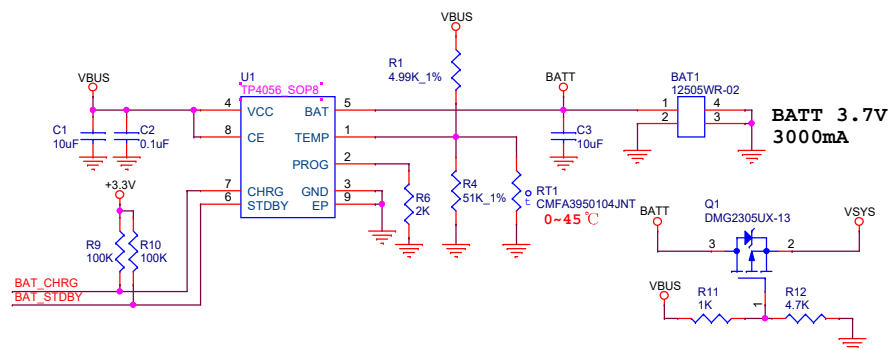 VBUS
U1
TP4056_SOP8
VBUS
4
VCC
BAT
5
8
CE
TEMP
1
PROG
2
7
CHRG
GND
3
6
STDBY
EP
9
C1
10uF
C2
0.1uF
+3.3V
R9
100K
R10
100K
BAT_CHRG
BAT_STDBY
R1
4.99K_1%
R6
2K
R4
51K_1%
t
RT1
CMFA3950104JNT
0~45℃
BATT
C3
10uF
BAT1
12505WR-02
1
2
4
3
BATT 3.7V
3000mA
Q1
DMG2305UX-13
BATT
3
2
VSYS
1
VBUS
R11
1K
R12
4.7K